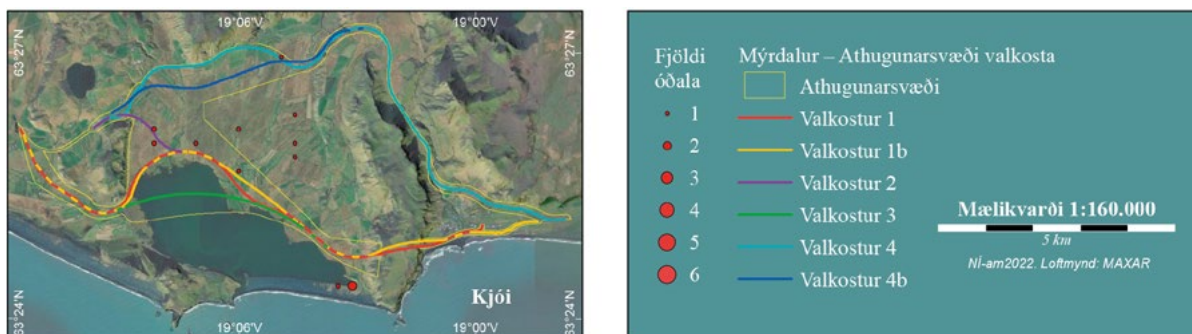 19°06'V
19°00'V
63°27'N
63°27'N
Kjói
63°24'N
63°24'N
19°06'V
19°00'V
Fjöldi
óðala
1
2
3
4
5
6
Mýrdalur – Athugunarsvæði valkosta
Athugunarsvæði
Valkostur 1
Valkostur 1b
Valkostur 2
Valkostur 3
Valkostur 4
Valkostur 4b
Mælikvarði 1:160.000
5 km
NÍ-am2022. Loftmynd: MAXAR